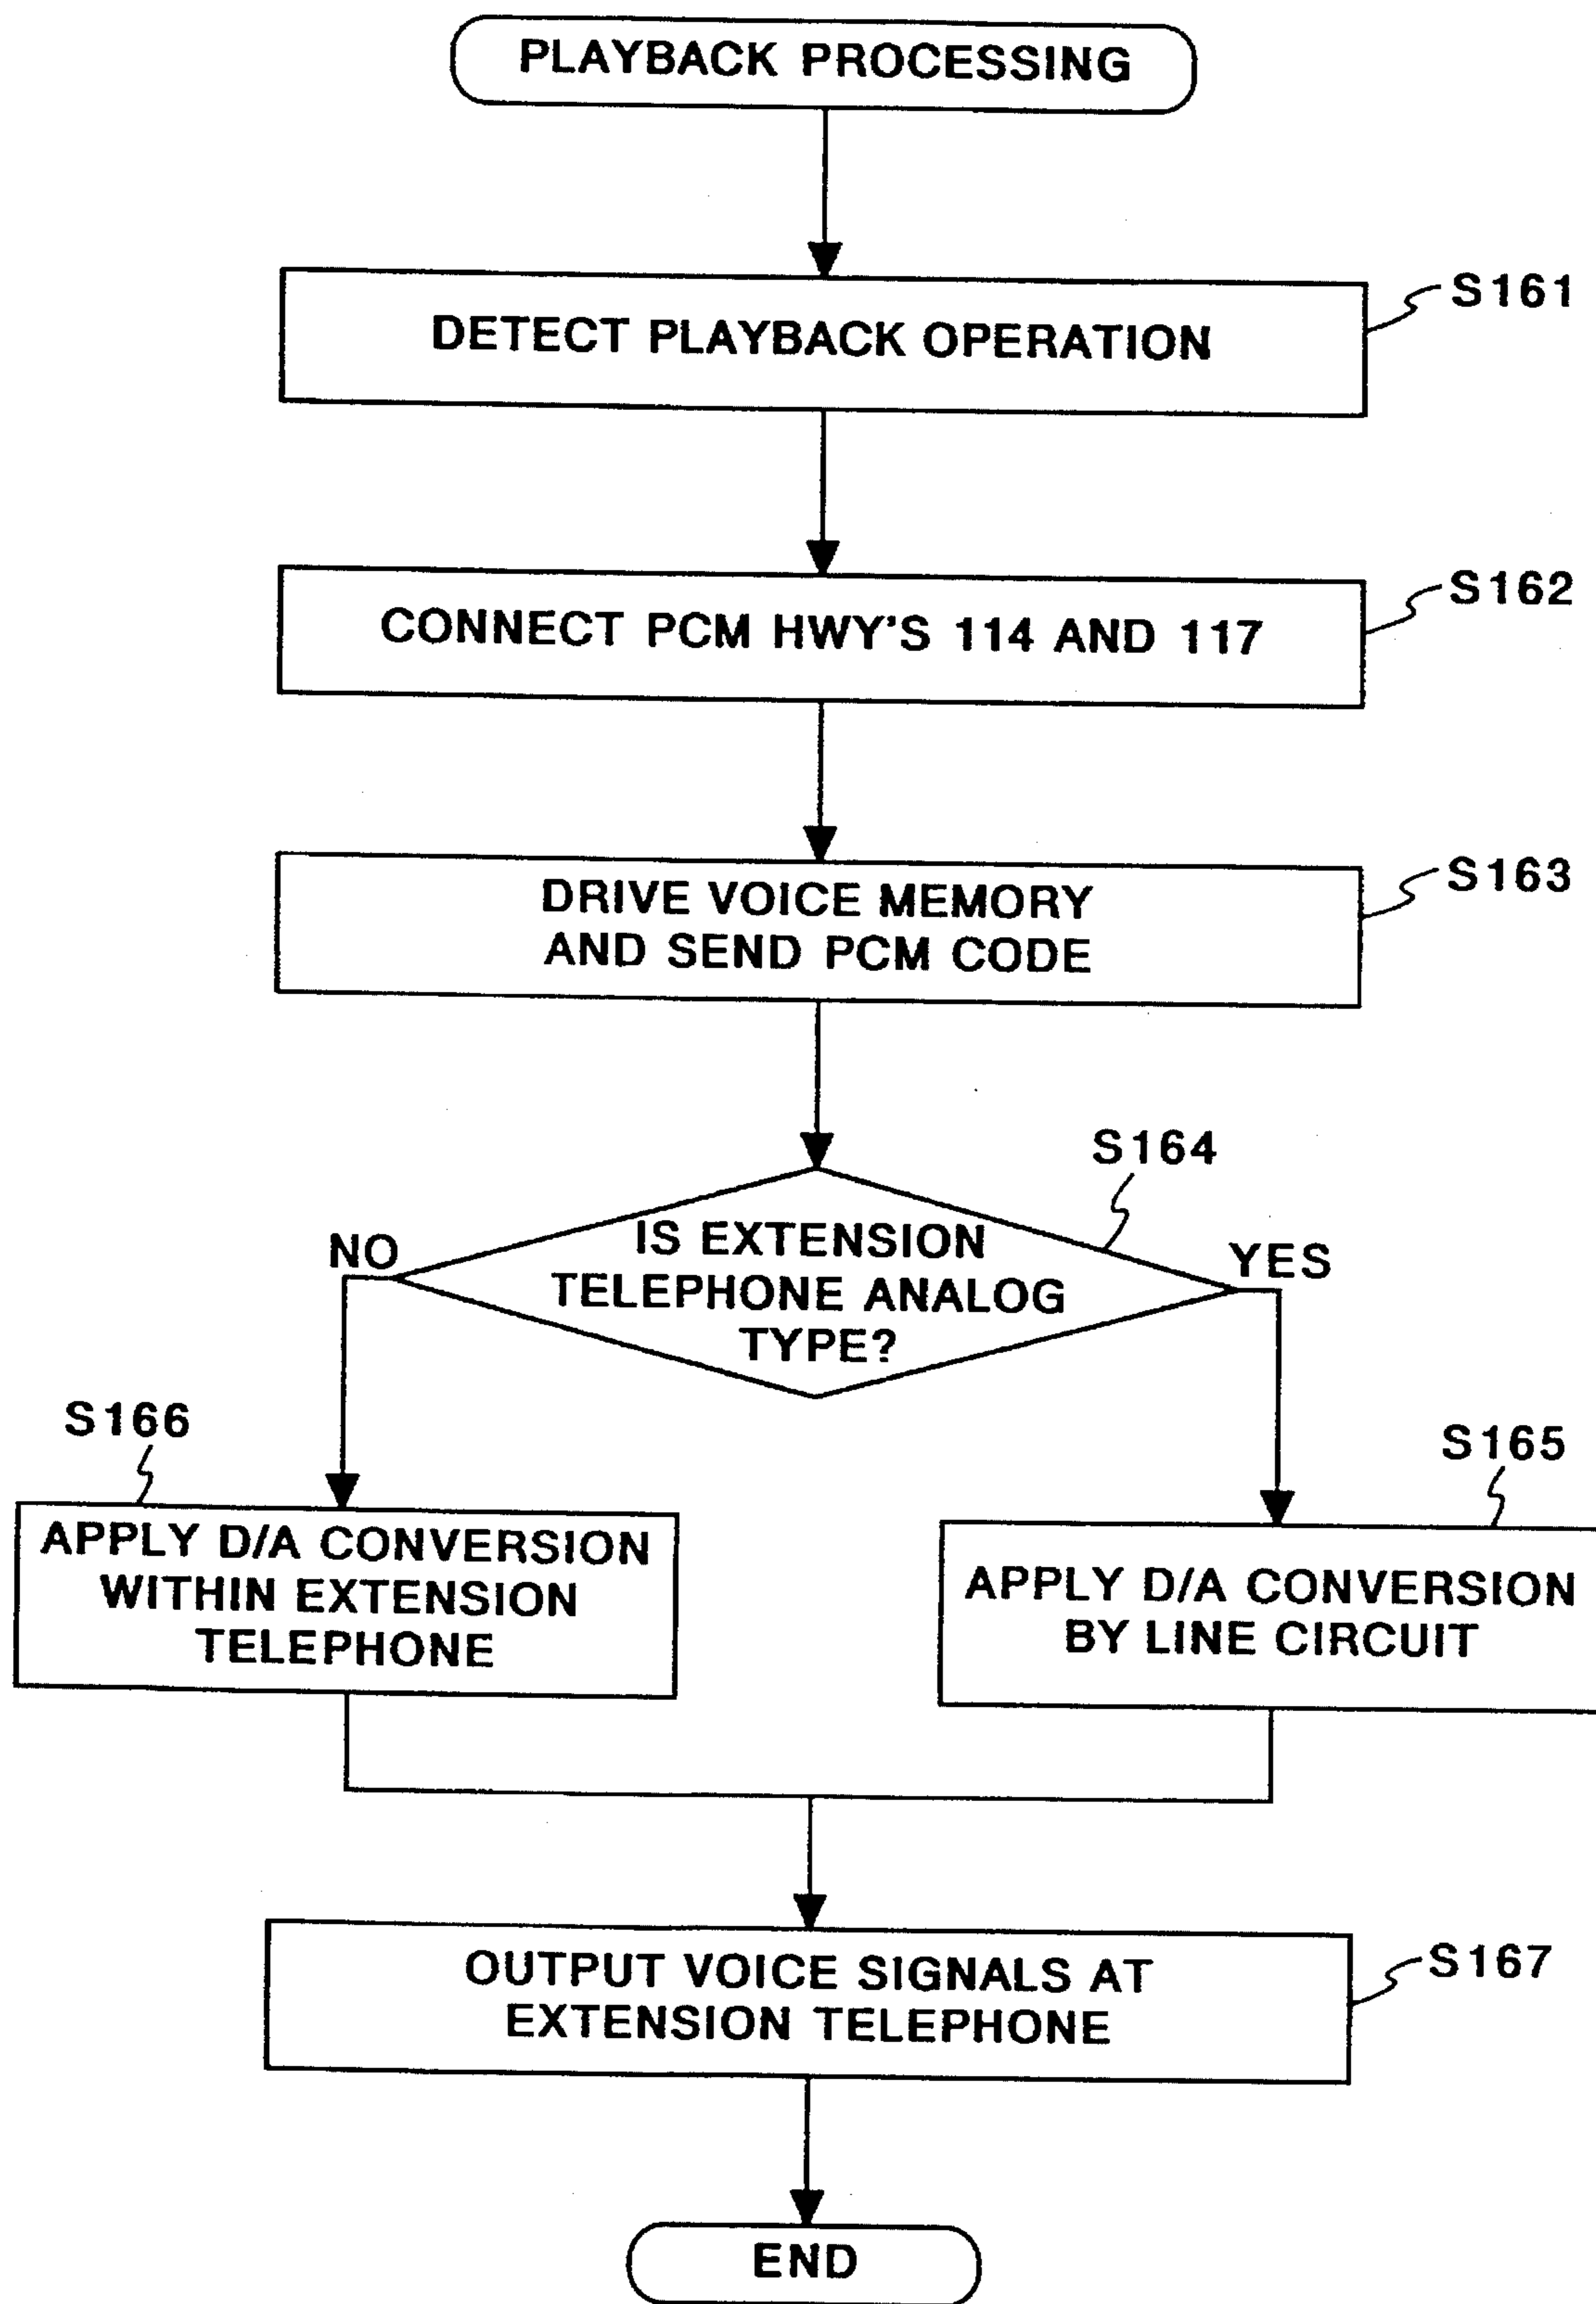 PLAYBACK PROCESSING
DETECT PLAYBACK OPERATION
S161
CONNECT PCM HWY'S 114 AND 117
S162
DRIVE VOICE MEMORY
AND SEND PCM CODE
S163
S164
IS EXTENSION
TELEPHONE ANALOG
TYPE?
NO
YES
S166
S165
APPLY D/A CONVERSION
WITHIN EXTENSION
TELEPHONE
APPLY D/A CONVERSION
BY LINE CIRCUIT
OUTPUT VOICE SIGNALS AT
EXTENSION TELEPHONE
S167
END